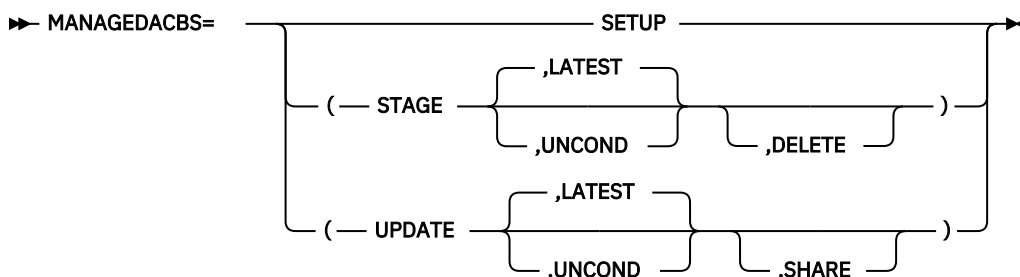 MANAGEDACBS= SETUP
,LATEST
( STAGE )
,UNCOND ,DELETE
,LATEST
( UPDATE )
,UNCOND ,SHARE